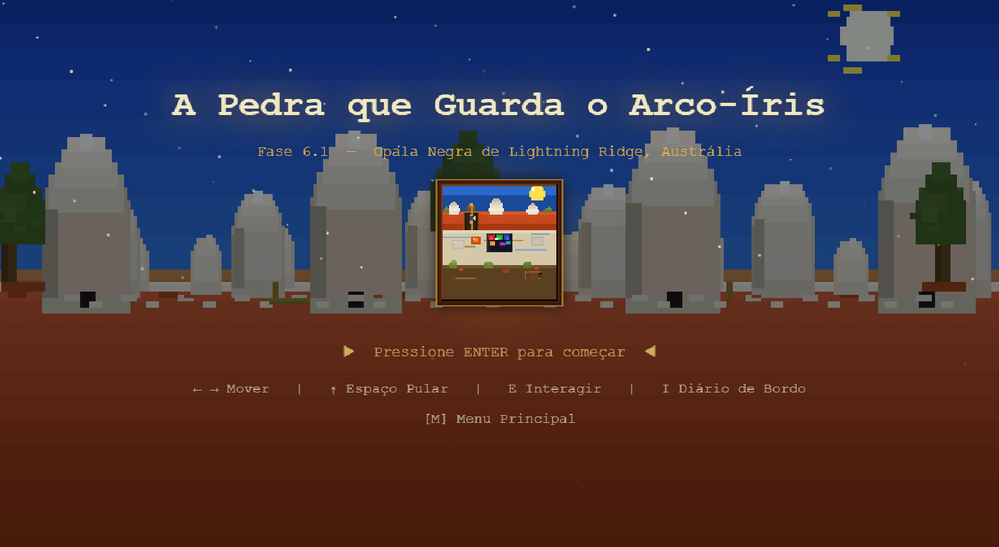 A Pedra que Guarda o Arco-Íris
Fase 6.1 — Opala Negra de Lightning Ridge, Austrália
► Pressione ENTER para começar ◄
← → Mover | ↑ Espaço Pular | E Interagir | I Diário de Bordo
[M] Menu Principal